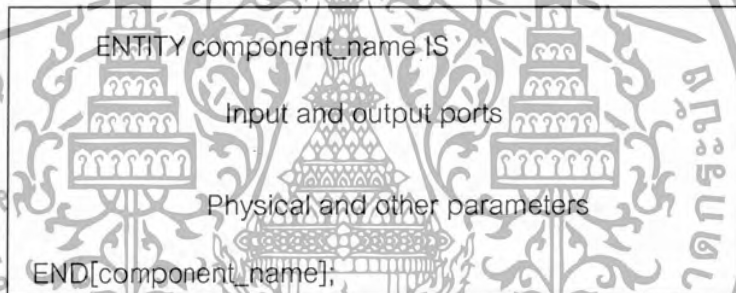 ENTITY component_name IS
Input and output ports
Physical and other parameters
END[component_name];